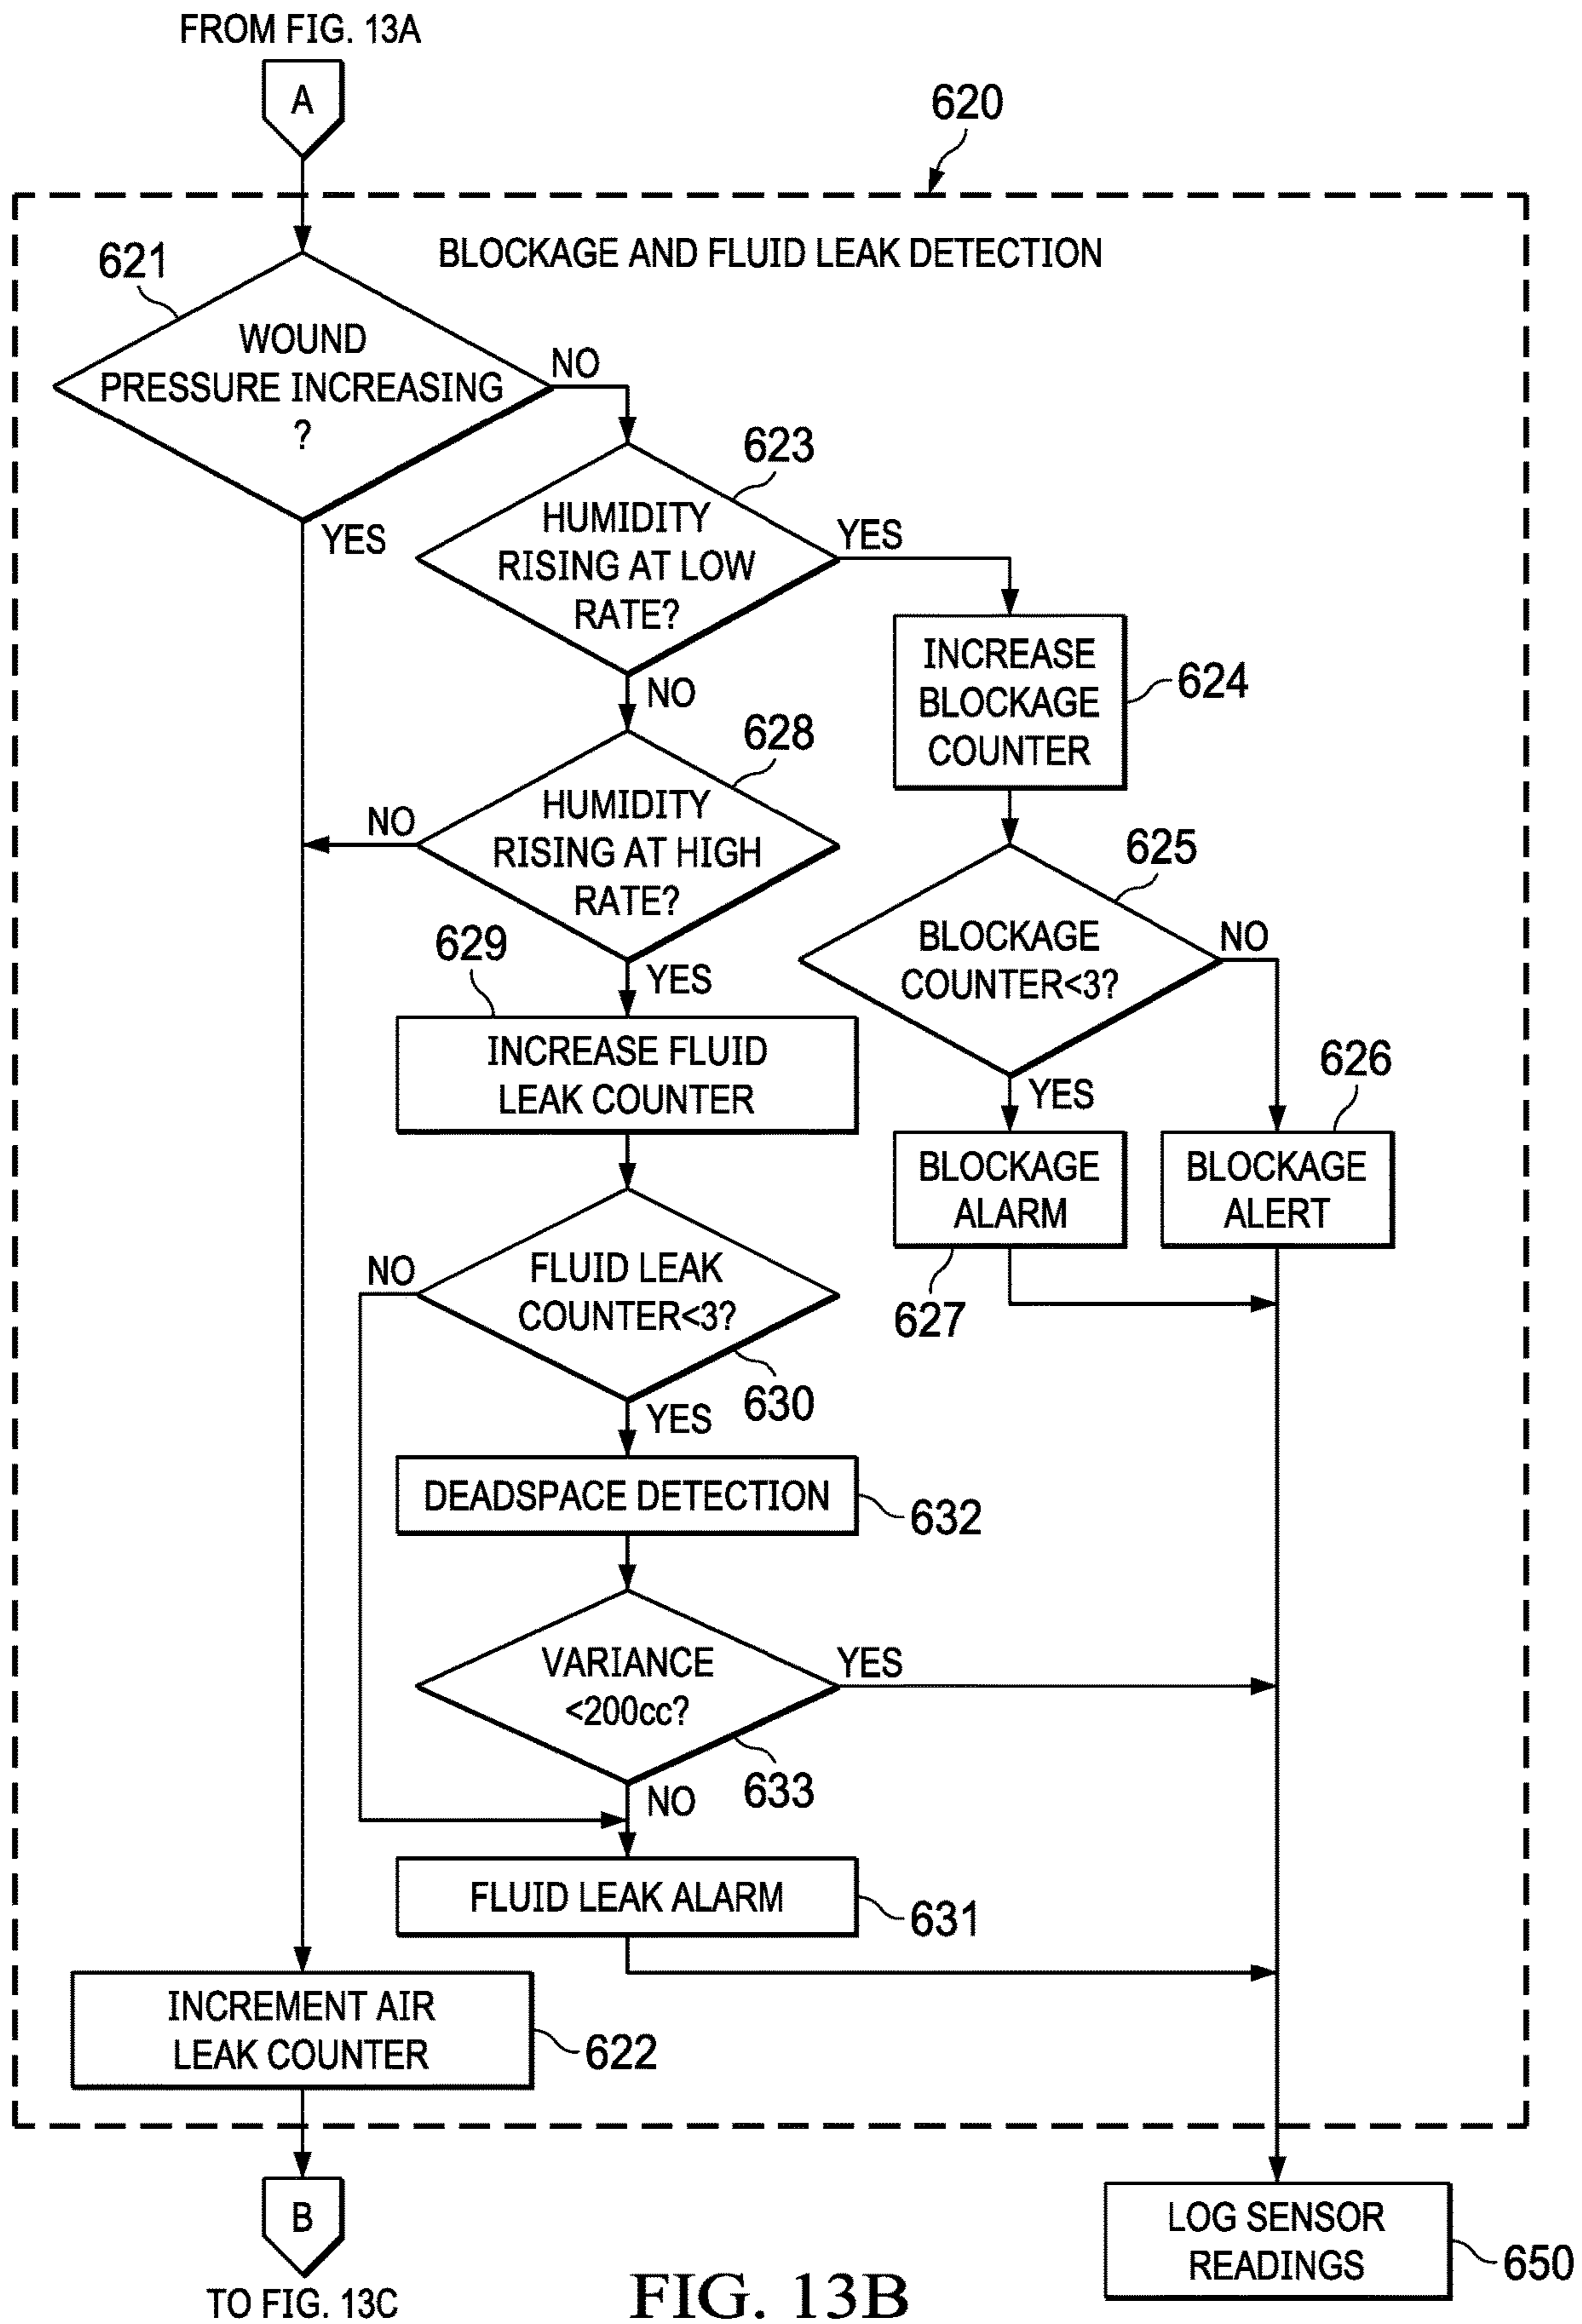 FROM FIG. 13A
A
620
BLOCKAGE AND FLUID LEAK DETECTION
621
WOUND
PRESSURE INCREASING
?
NO
YES
623
HUMIDITY
RISING AT LOW
RATE?
YES
NO
INCREASE
BLOCKAGE
COUNTER
624
628
HUMIDITY
RISING AT HIGH
RATE?
NO
YES
625
BLOCKAGE
COUNTER<3?
NO
YES
629
INCREASE FLUID
LEAK COUNTER
626
BLOCKAGE
ALARM
627
BLOCKAGE
ALERT
FLUID LEAK
COUNTER<3?
NO
630
YES
DEADSPACE DETECTION
632
VARIANCE
<200cc?
YES
633
NO
FLUID LEAK ALARM
631
INCREMENT AIR
LEAK COUNTER
622
B
TO FIG. 13C
LOG SENSOR
READINGS
650
FIG. 13B